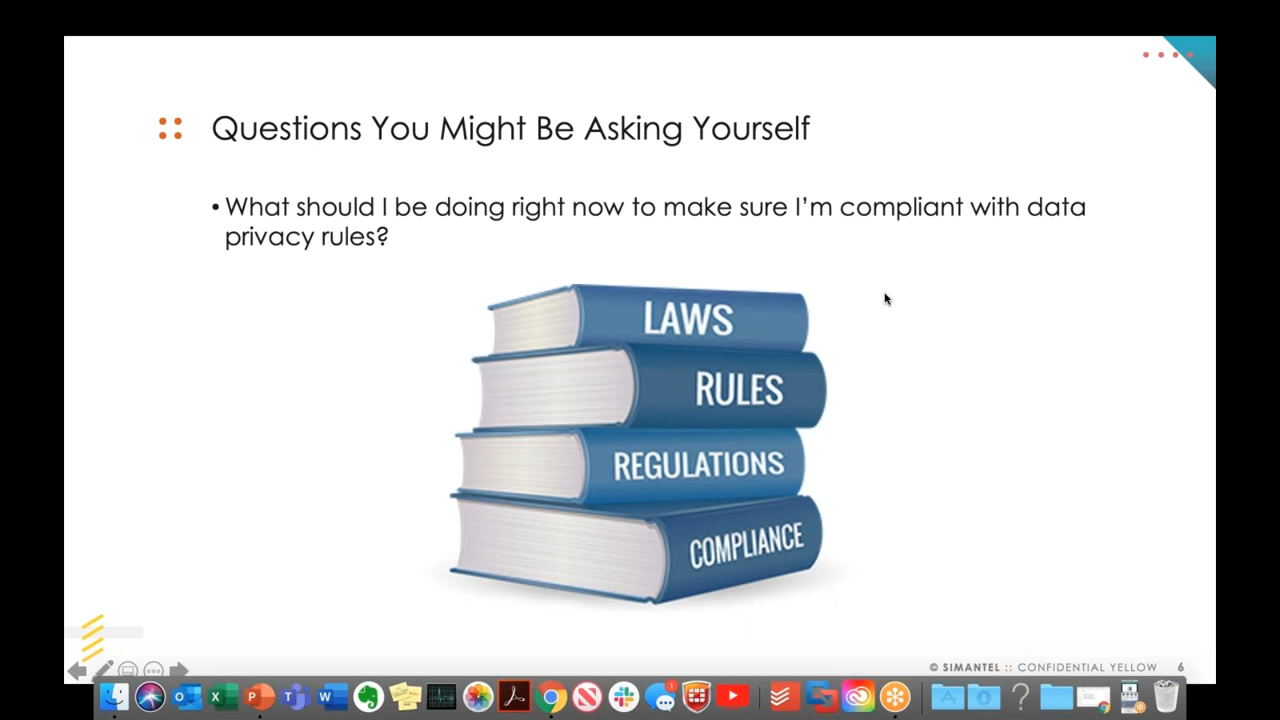 Questions You Might Be Asking Yourself
• What should I be doing right now to make sure I’m compliant with data
privacy rules?
LAWS
RULES
REGULATIONS
COMPLIANCE
© SIMANTEL :: CONFIDENTIAL YELLOW 6